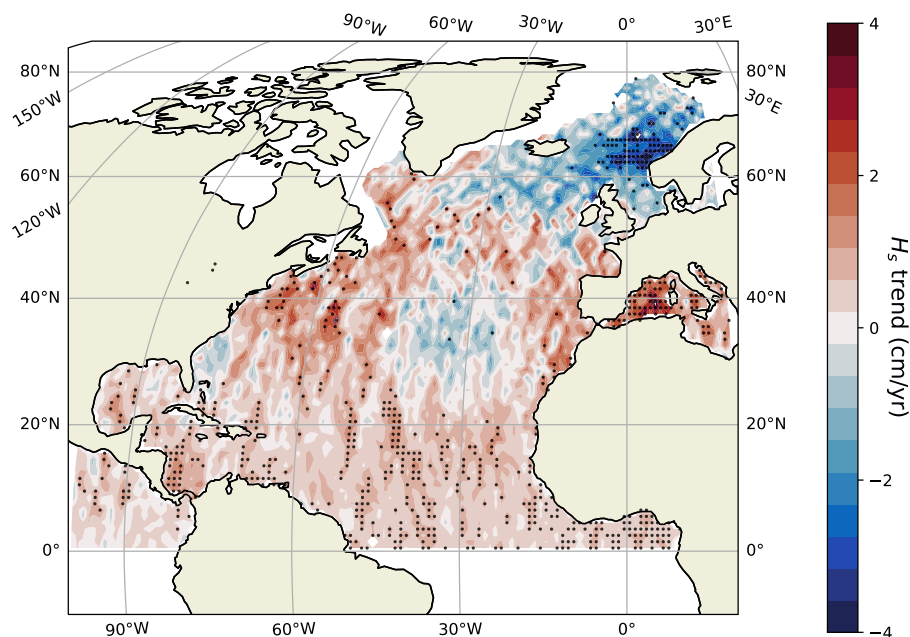 90°W 60°W 30°W 0° 30°E
4
80°N 80°N
150°W 30°E
2
60°N 60°N
120°W
40°N 40°N
0
H_s trend (cm/yr)
20°N 20°N
−2
0° 0°
90°W 60°W 30°W 0°
−4